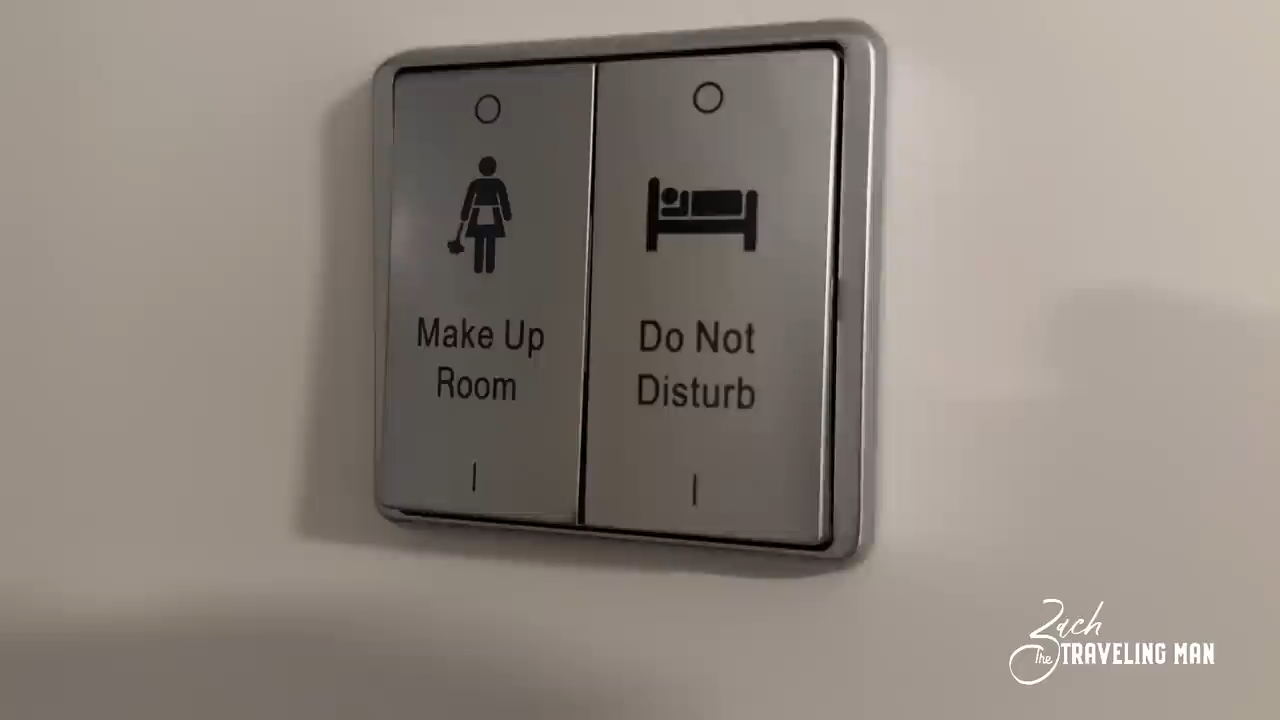 Make Up
Room
Do Not
Disturb
Zach
The TRAVELING MAN